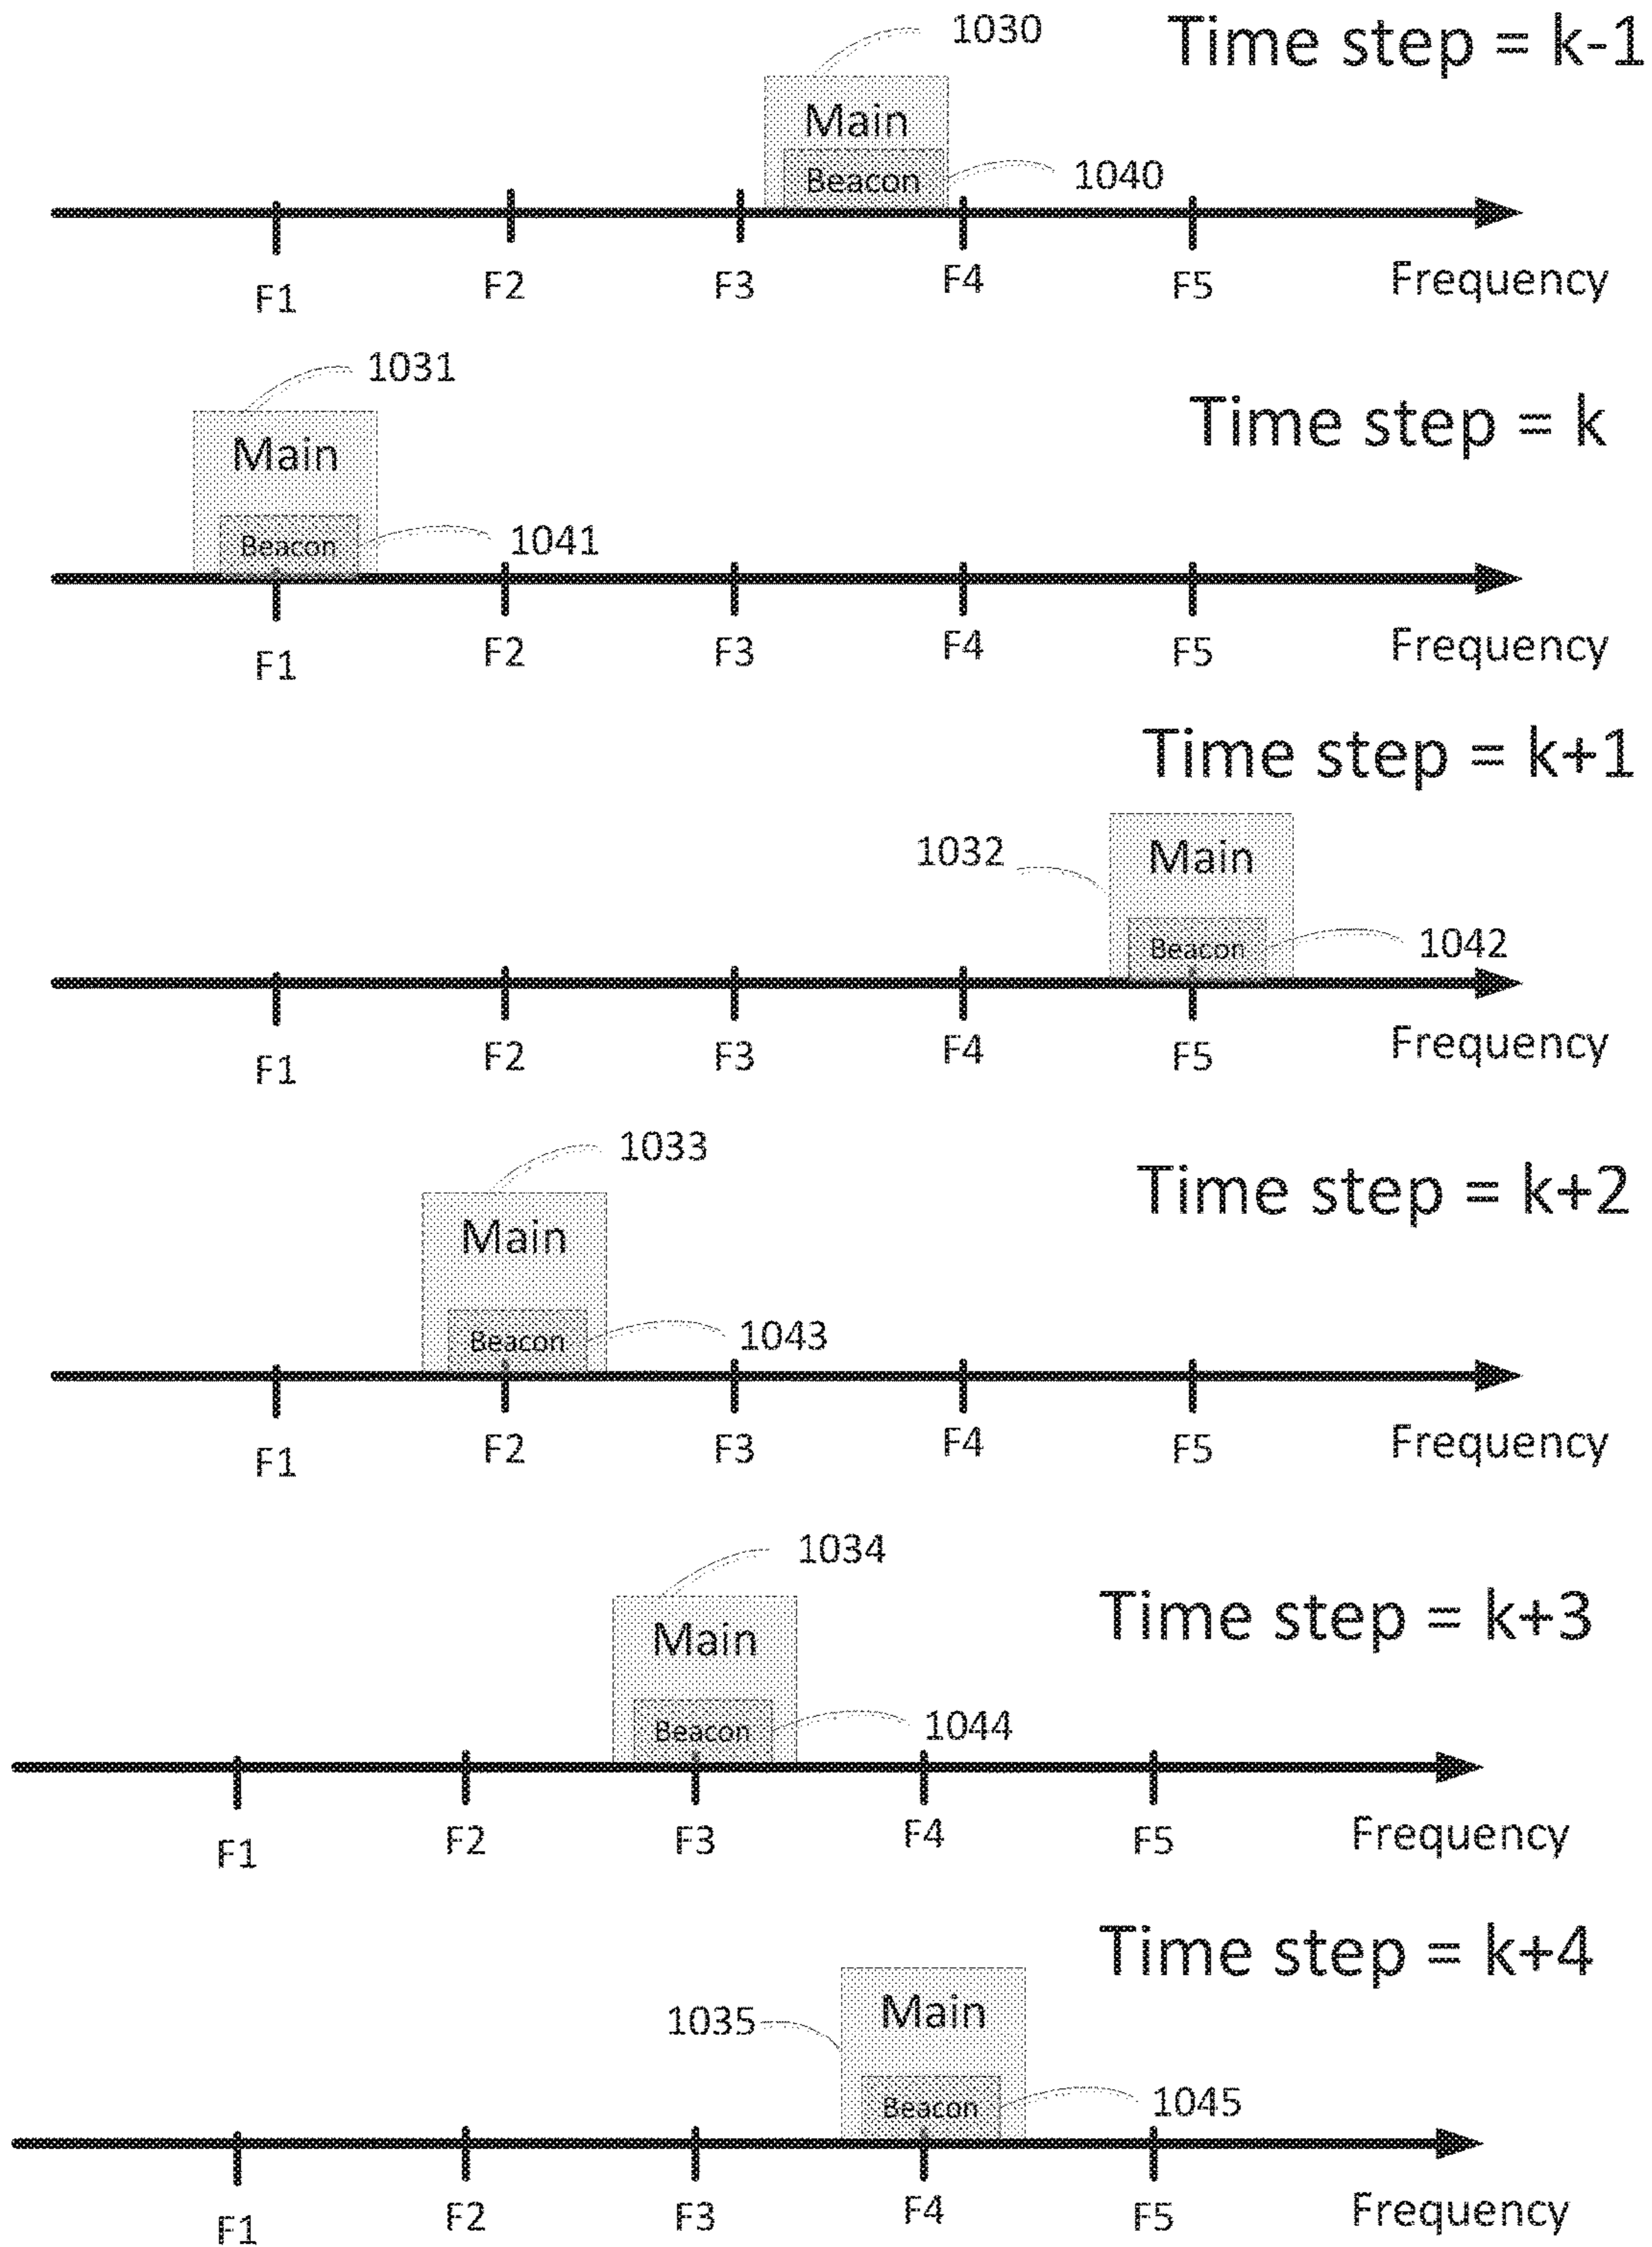 1030
Time step = k-1
Main
Beacon
1040
F1
F2
F3
F4
F5
Frequency
1031
Time step = k
Main
Beacon
1041
F1
F2
F3
F4
F5
Frequency
Time step = k+1
1032
Main
Beacon
1042
F1
F2
F3
F4
F5
Frequency
1033
Time step = k+2
Main
Beacon
1043
F1
F2
F3
F4
F5
Frequency
1034
Time step = k+3
Main
Beacon
1044
F1
F2
F3
F4
F5
Frequency
Time step = k+4
1035
Main
Beacon
1045
F1
F2
F3
F4
F5
Frequency